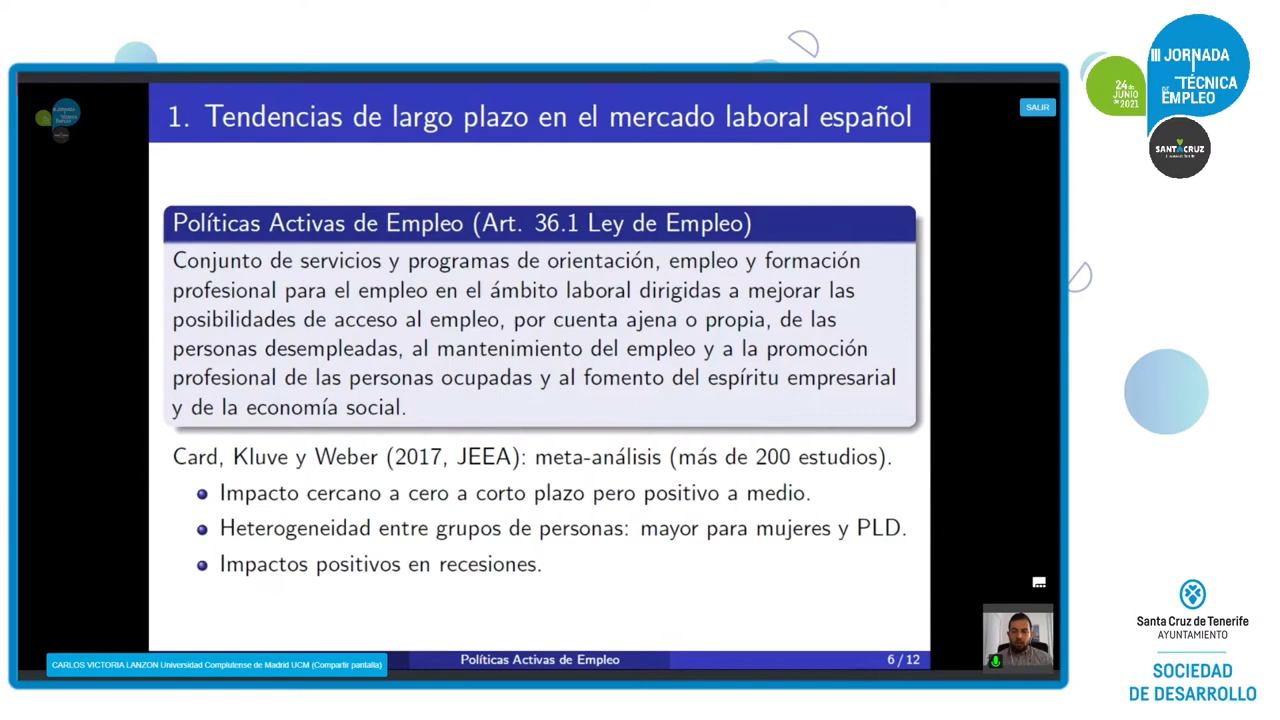 III JORNADA
TÉCNICA
DE EMPLEO
24 de
JUNIO
de 2021
SANTACRUZ
SALIR
1. Tendencias de largo plazo en el mercado laboral español
Políticas Activas de Empleo (Art. 36.1 Ley de Empleo)
Conjunto de servicios y programas de orientación, empleo y formación
profesional para el empleo en el ámbito laboral dirigidas a mejorar las
posibilidades de acceso al empleo, por cuenta ajena o propia, de las
personas desempleadas, al mantenimiento del empleo y a la promoción
profesional de las personas ocupadas y al fomento del espíritu empresarial
y de la economía social.
Card, Kluve y Weber (2017, JEEA): meta-análisis (más de 200 estudios).
Impacto cercano a cero a corto plazo pero positivo a medio.
Heterogeneidad entre grupos de personas: mayor para mujeres y PLD.
Impactos positivos en recesiones.
CARLOS VICTORIA LANZON Universidad Complutense de Madrid UCM (Compartir pantalla)
Políticas Activas de Empleo
6 / 12
Santa Cruz de Tenerife
AYUNTAMIENTO
SOCIEDAD
DE DESARROLLO